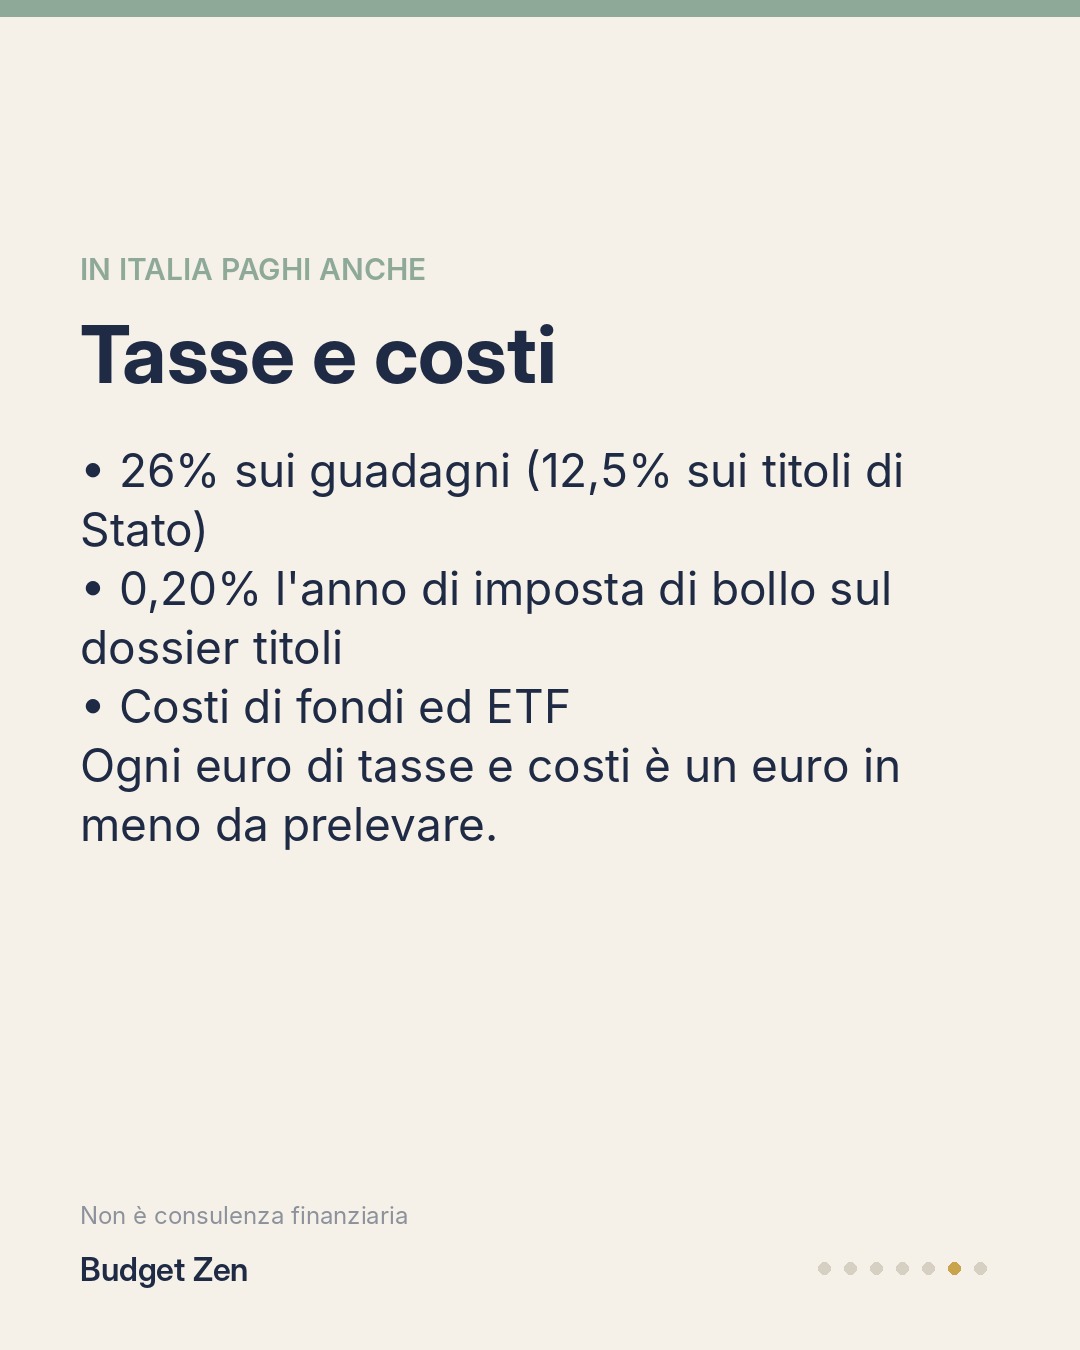 IN ITALIA PAGHI ANCHE
Tasse e costi
• 26% sui guadagni (12,5% sui titoli di
Stato)
• 0,20% l'anno di imposta di bollo sul
dossier titoli
• Costi di fondi ed ETF
Ogni euro di tasse e costi è un euro in
meno da prelevare.
Non è consulenza finanziaria
Budget Zen